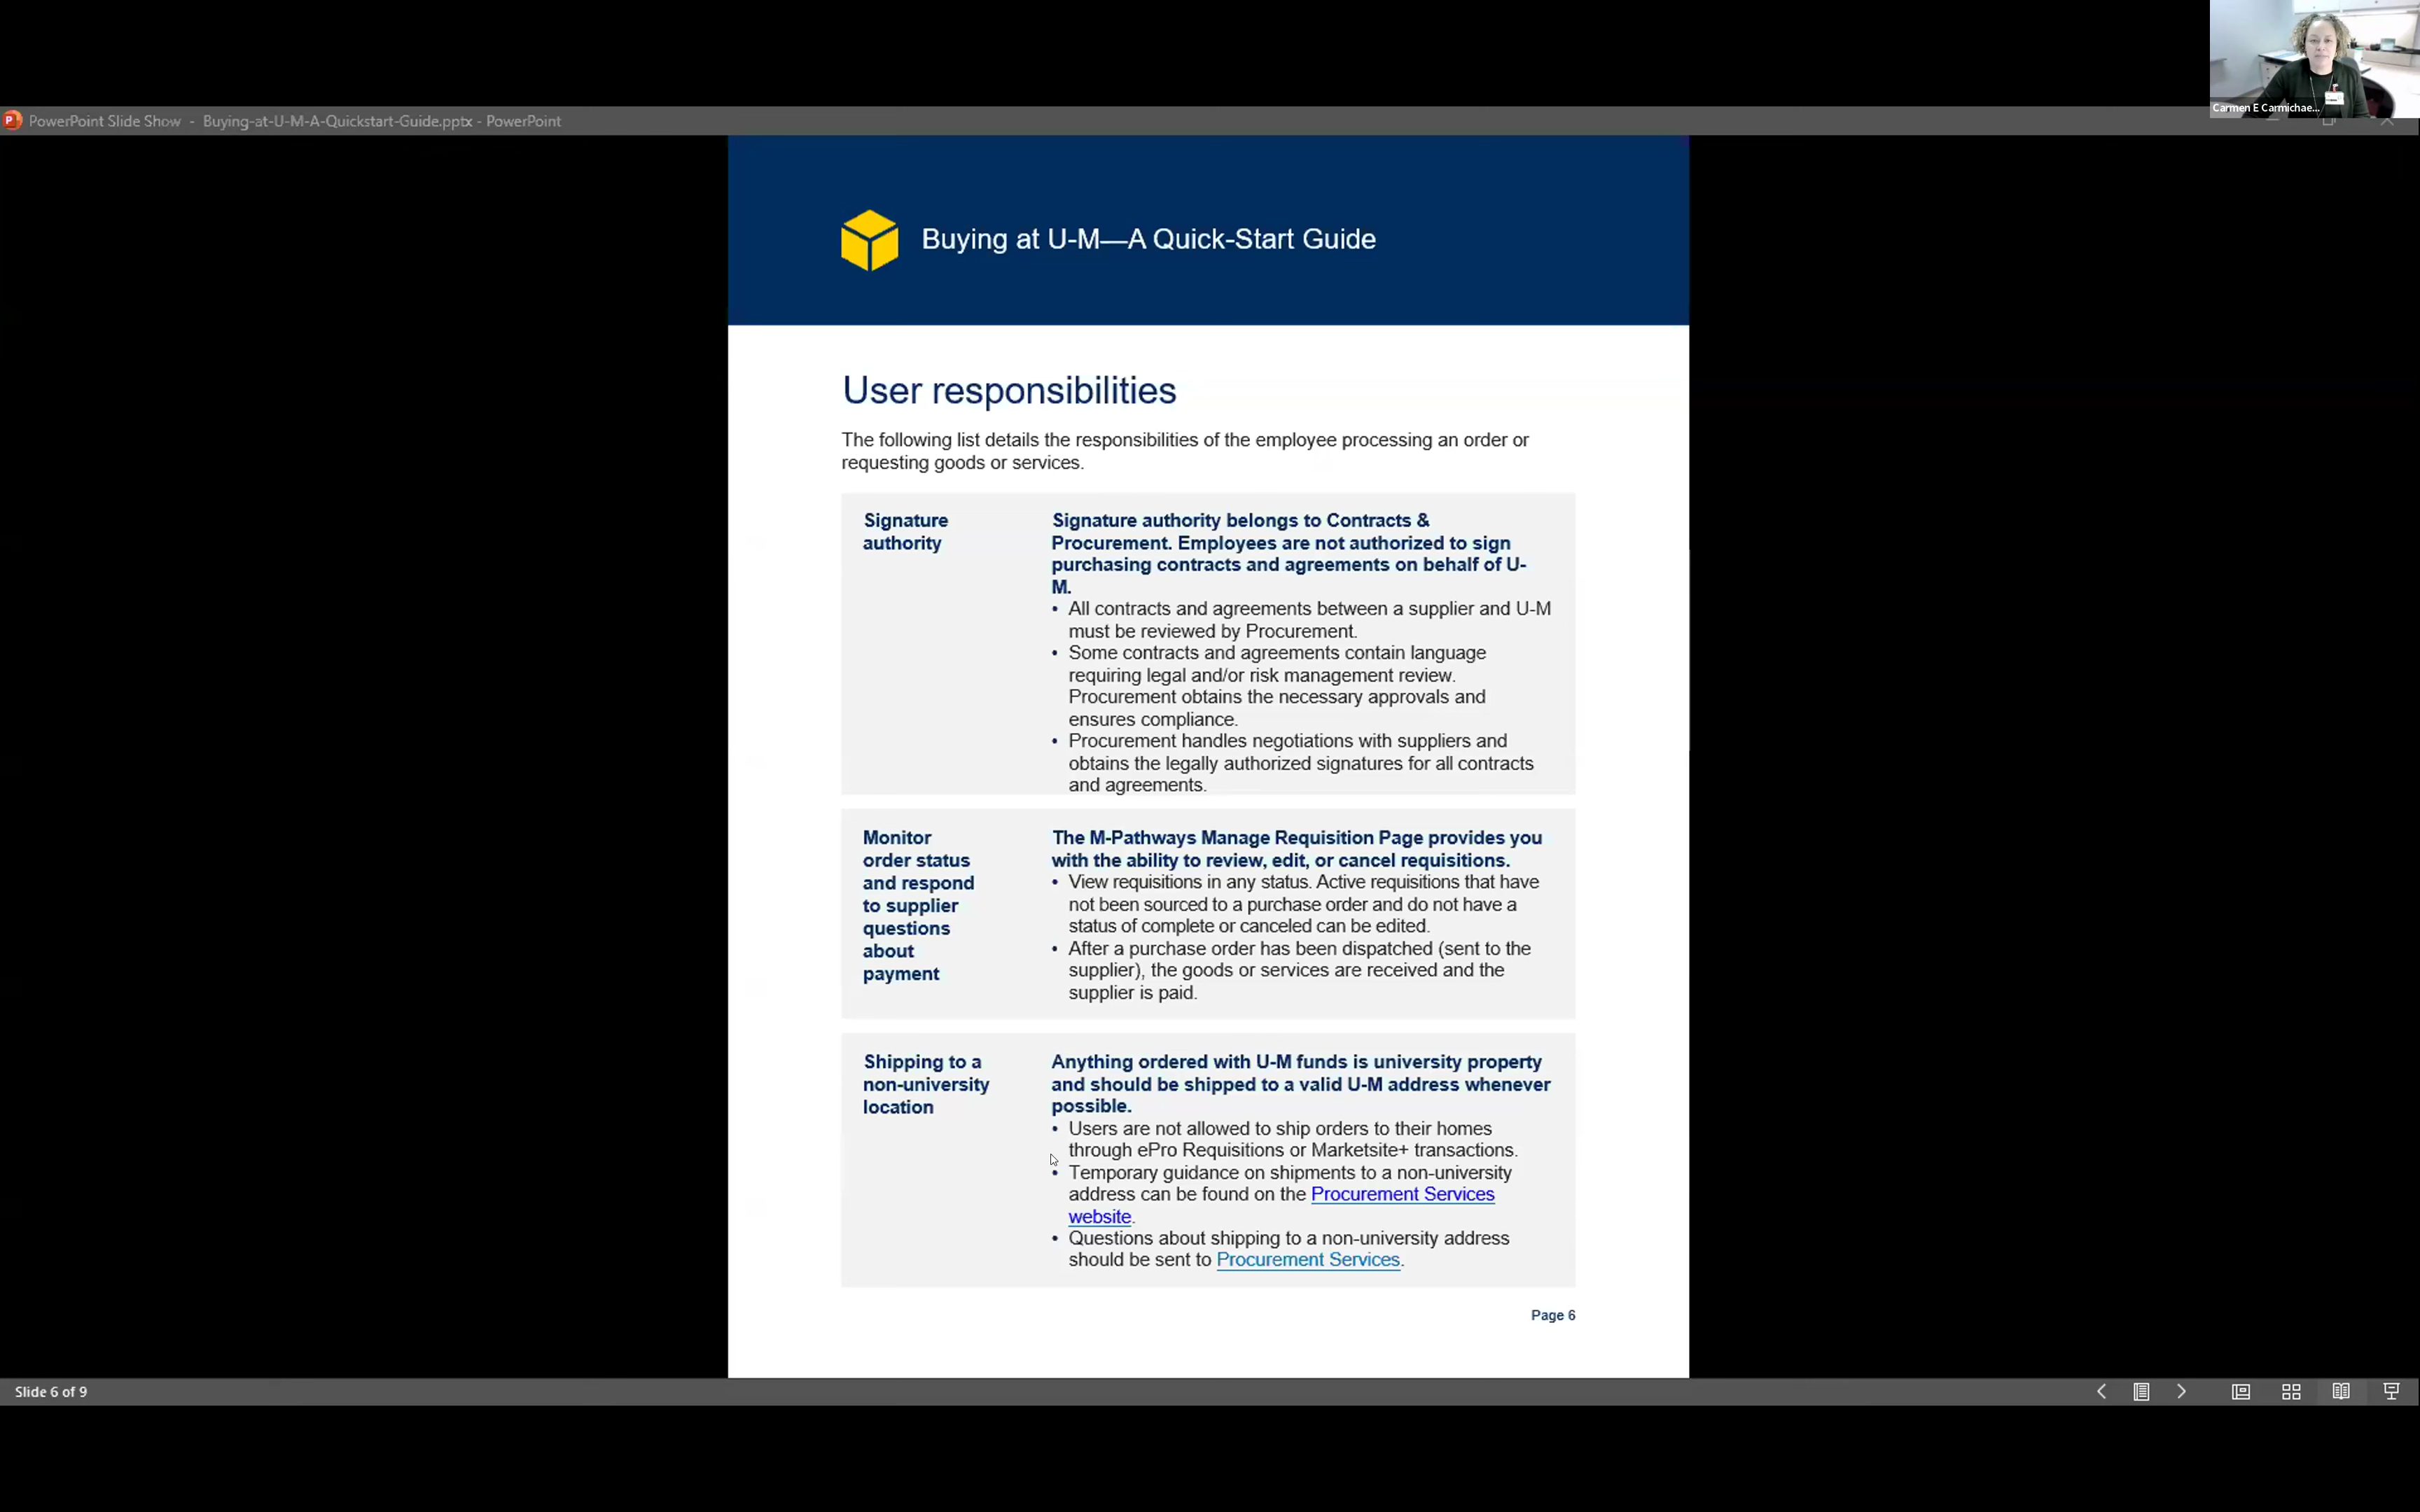 Carmen E Carmichae...
PowerPoint Slide Show - Buying-at-U-M-A-Quickstart-Guide.pptx - PowerPoint
Buying at U-M—A Quick-Start Guide
User responsibilities
The following list details the responsibilities of the employee processing an order or
requesting goods or services.
Signature
authority
Signature authority belongs to Contracts &
Procurement. Employees are not authorized to sign
purchasing contracts and agreements on behalf of U-
M.
• All contracts and agreements between a supplier and U-M
must be reviewed by Procurement.
• Some contracts and agreements contain language
requiring legal and/or risk management review.
Procurement obtains the necessary approvals and
ensures compliance.
• Procurement handles negotiations with suppliers and
obtains the legally authorized signatures for all contracts
and agreements.
Monitor
order status
and respond
to supplier
questions
about
payment
The M-Pathways Manage Requisition Page provides you
with the ability to review, edit, or cancel requisitions.
• View requisitions in any status. Active requisitions that have
not been sourced to a purchase order and do not have a
status of complete or canceled can be edited.
• After a purchase order has been dispatched (sent to the
supplier), the goods or services are received and the
supplier is paid.
Shipping to a
non-university
location
Anything ordered with U-M funds is university property
and should be shipped to a valid U-M address whenever
possible.
• Users are not allowed to ship orders to their homes
through ePro Requisitions or Marketsite+ transactions.
• Temporary guidance on shipments to a non-university
address can be found on the Procurement Services
website.
• Questions about shipping to a non-university address
should be sent to Procurement Services.
Page 6
Slide 6 of 9